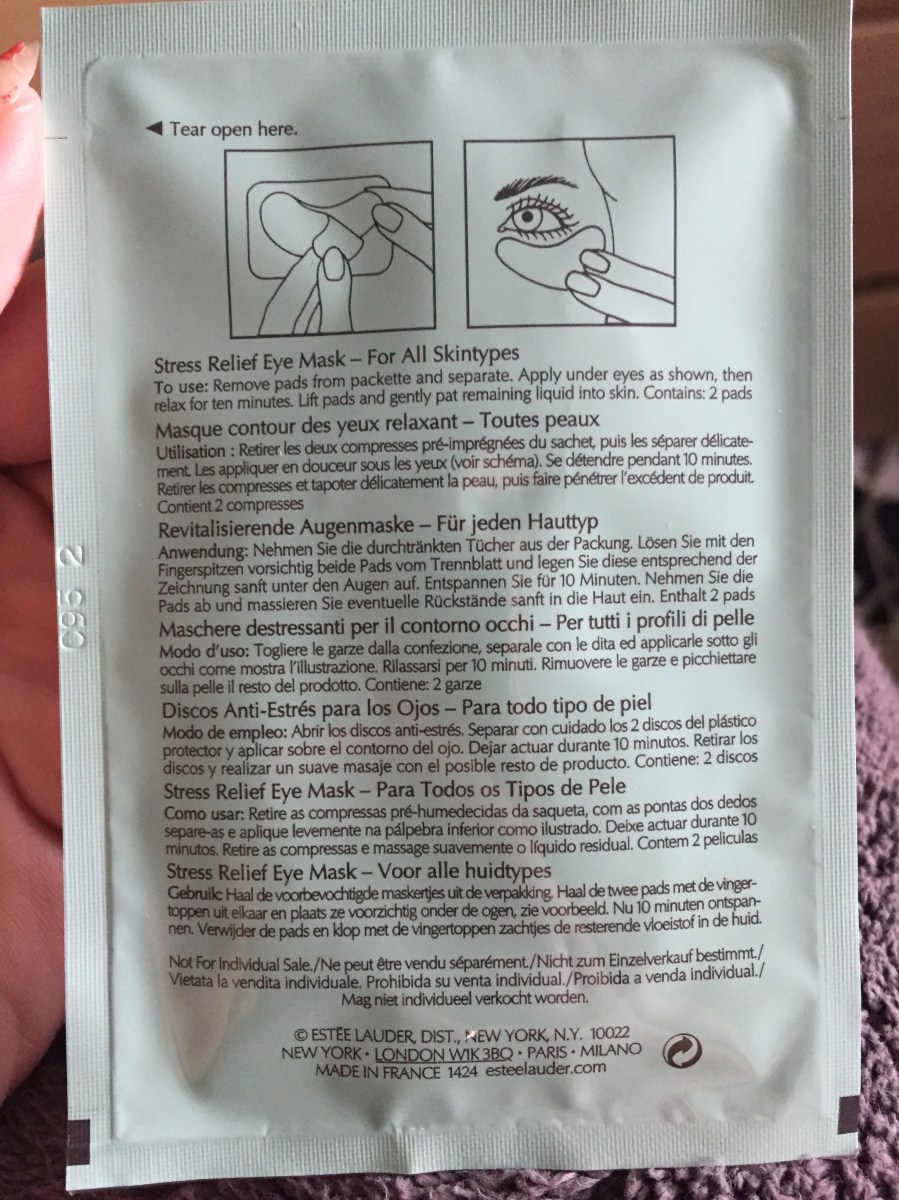 ◄ Tear open here.
Stress Relief Eye Mask – For All Skintypes
To use: Remove pads from packette and separate. Apply under eyes as shown, then
relax for ten minutes. Lift pads and gently pat remaining liquid into skin. Contains: 2 pads
Masque contour des yeux relaxant – Toutes peaux
Utilisation : Retirer les deux compresses pré-imprégnées du sachet, puis les séparer délicate-
ment. Les appliquer en douceur sous les yeux (voir schéma). Se détendre pendant 10 minutes.
Retirer les compresses et tapoter délicatement la peau, puis faire pénétrer l'excédent de produit.
Contient 2 compresses
Revitalisierende Augenmaske – Für jeden Hauttyp
Anwendung: Nehmen Sie die durchtränkten Tücher aus der Packung. Lösen Sie mit den
Fingerspitzen vorsichtig beide Pads vom Trennblatt und legen Sie diese entsprechend der
Zeichnung sanft unter den Augen auf. Entspannen Sie für 10 Minuten. Nehmen Sie die
Pads ab und massieren Sie eventuelle Rückstände sanft in die Haut ein. Enthalt 2 pads
Maschere destressanti per il contorno occhi – Per tutti i profili di pelle
Modo d'uso: Togliere le garze dalla confezione, separale con le dita ed applicarle sotto gli
occhi come mostra l'illustrazione. Rilassarsi per 10 minuti. Rimuovere le garze e picchiettare
sulla pelle il resto del prodotto. Contiene: 2 garze
Discos Anti-Estrés para los Ojos – Para todo tipo de piel
Modo de empleo: Abrir los discos anti-estrés. Separar con cuidado los 2 discos del plástico
protector y aplicar sobre el contorno del ojo. Dejar actuar durante 10 minutos. Retirar los
discos y realizar un suave masaje con el posible resto de producto. Contiene: 2 discos
Stress Relief Eye Mask – Para Todos os Tipos de Pele
Como usar: Retire as compressas pré-humedecidas da saqueta, com as pontas dos dedos
separe-as e aplique levemente na pálpebra inferior como ilustrado. Deixe actuar durante 10
minutos. Retire as compressas e massage suavemente o líquido residual. Contem 2 peliculas
Stress Relief Eye Mask – Voor alle huidtypes
Gebruik: Haal de voorbevochtigde maskertjes uit de verpakking. Haal de twee pads met de vinger-
toppen uit elkaar en plaats ze voorzichtig onder de ogen, zie voorbeeld. Nu 10 minuten ontspan-
nen. Verwijder de pads en klop met de vingertoppen zachtjes de resterende vloeistof in de huid.
Not For Individual Sale./Ne peut être vendu séparément./Nicht zum Einzelverkauf bestimmt./
Vietata la vendita individuale. Prohibida su venta individual./Proibida a venda individual./
Mag niet individueel verkocht worden.
© ESTĒE LAUDER, DIST., NEW YORK, N.Y. 10022
NEW YORK • LONDON W1K 3BQ • PARIS • MILANO
MADE IN FRANCE 1424 esteelauder.com
C95 2